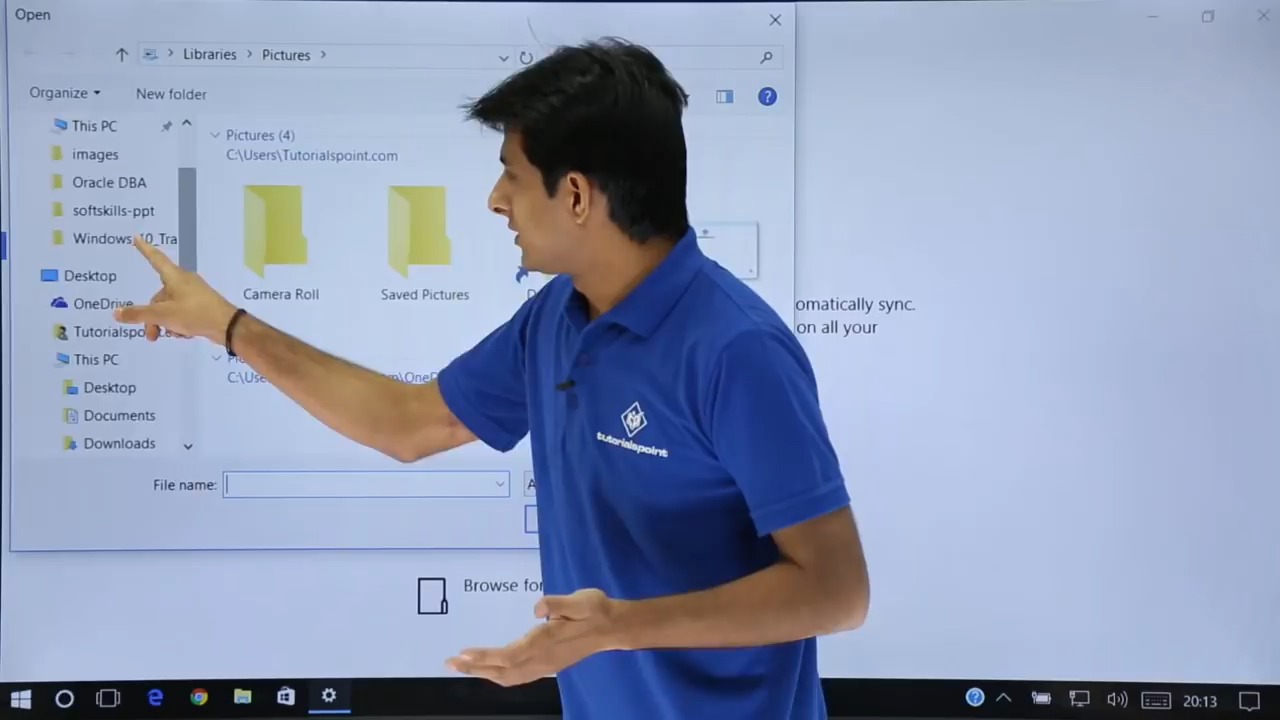 Open
Libraries > Pictures >
Organize
New folder
This PC
images
Oracle DBA
softskills-ppt
Windows_10_Tra
Desktop
OneDrive
Tutorialspo
This PC
Desktop
Documents
Downloads
Pictures (4)
C:\Users\Tutorialspoint.com
Camera Roll
Saved Pictures
File name:
omatically sync.
on all your
Browse for
tutorialspoint
20:13